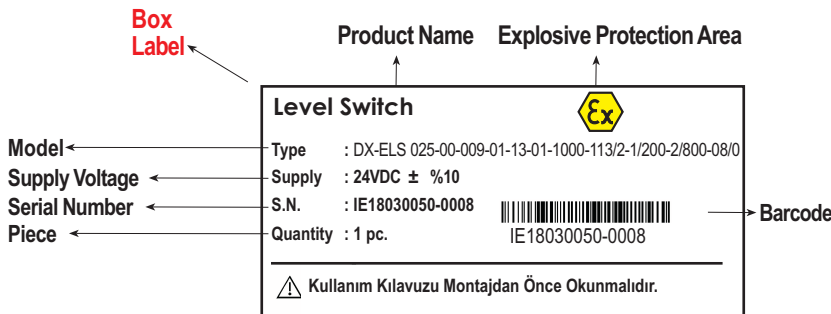 Box
Label
Product Name
Explosive Protection Area
Level Switch
Ex
Model
Type : DX-ELS 025-00-009-01-13-01-1000-113/2-1/200-2/800-08/0
Supply Voltage
Supply : 24VDC ± %10
Serial Number
S.N. : IE18030050-0008
Barcode
Piece
Quantity : 1 pc.
IE18030050-0008
Kullanım Kılavuzu Montajdan Önce Okunmalıdır.